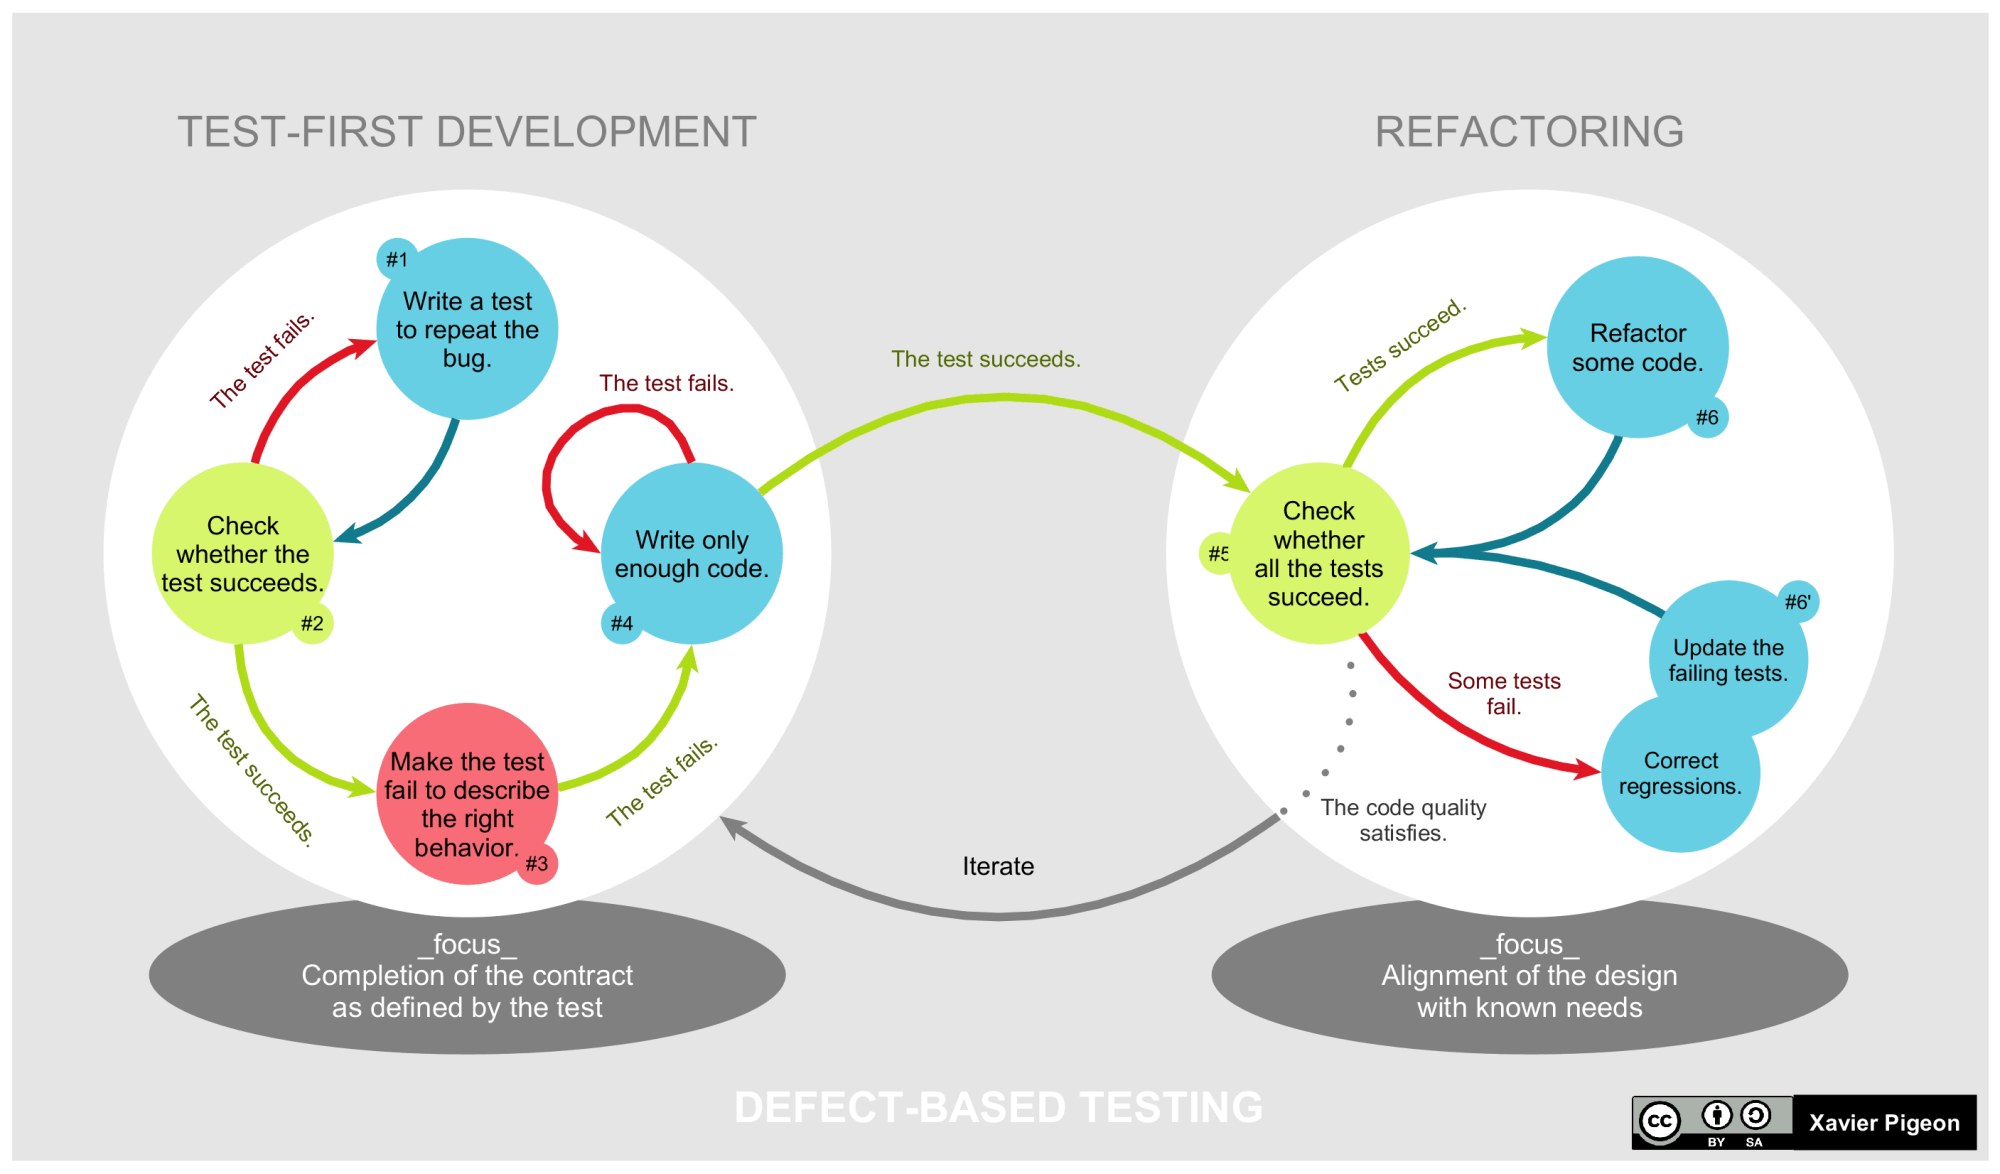 TEST-FIRST DEVELOPMENT
REFACTORING
#1
Write a test
to repeat the
bug.
The test fails.
The test fails.
Check
whether the
test succeeds.
#2
Write only
enough code.
#4
The test succeeds.
Make the test
fail to describe
the right
behavior.
#3
The test fails.
The test succeeds.
Tests succeed.
Refactor
some code.
#6
Check
whether
all the tests
succeed.
#5
#6'
Update the
failing tests.
Some tests
fail.
Correct
regressions.
The code quality
satisfies.
Iterate
_focus_
Completion of the contract
as defined by the test
_focus_
Alignment of the design
with known needs
DEFECT-BASED TESTING
cc
BY SA
Xavier Pigeon